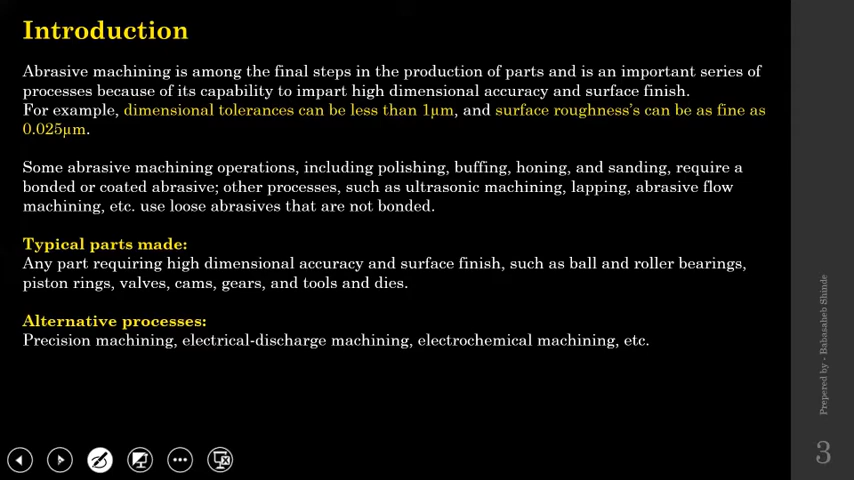 Introduction
Abrasive machining is among the final steps in the production of parts and is an important series of
processes because of its capability to impart high dimensional accuracy and surface finish.
For example, dimensional tolerances can be less than 1μm, and surface roughness's can be as fine as
0.025μm.
Some abrasive machining operations, including polishing, buffing, honing, and sanding, require a
bonded or coated abrasive; other processes, such as ultrasonic machining, lapping, abrasive flow
machining, etc. use loose abrasives that are not bonded.
Typical parts made:
Any part requiring high dimensional accuracy and surface finish, such as ball and roller bearings,
piston rings, valves, cams, gears, and tools and dies.
Alternative processes:
Precision machining, electrical-discharge machining, electrochemical machining, etc.
Prepared by - Babasaheb Shinde
3